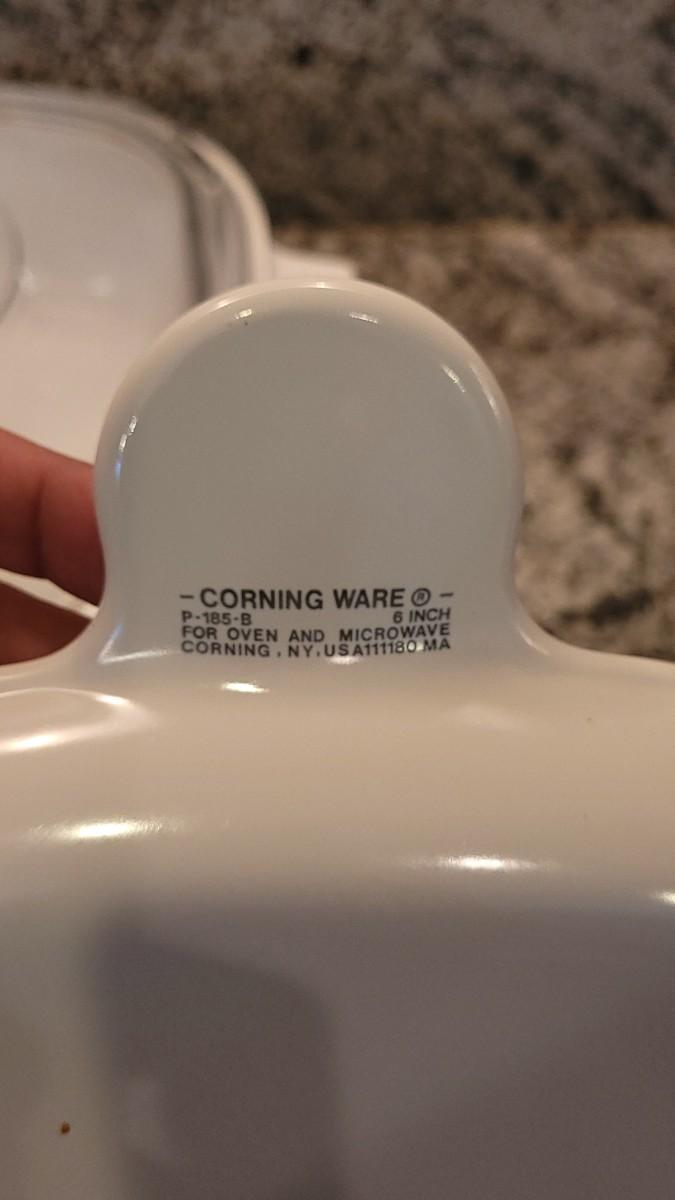 - CORNING WARE ® -
P-185-B 6 INCH
FOR OVEN AND MICROWAVE
CORNING, NY, USA111180 MA